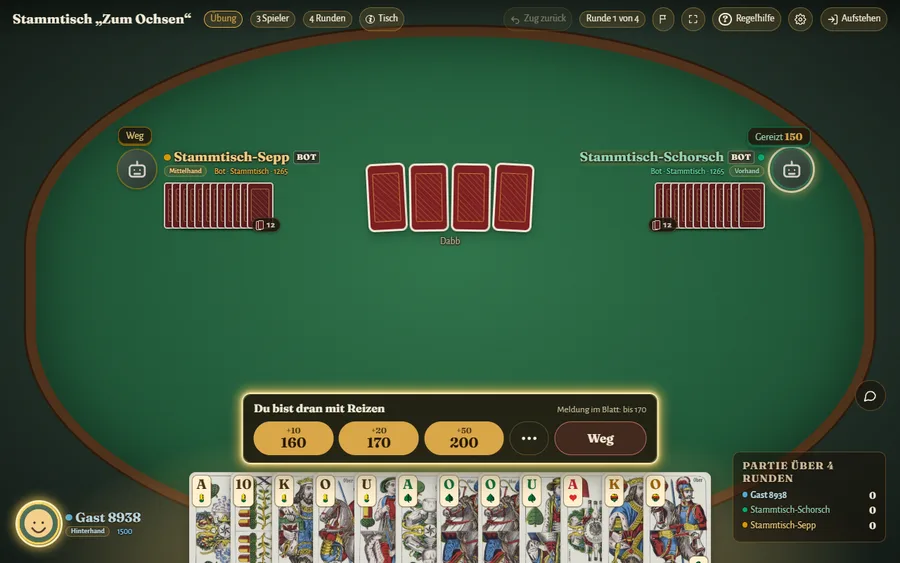 Stammtisch „Zum Ochsen“
Übung
3 Spieler
4 Runden
Tisch
Zug zurück
Runde 1 von 4
Regelhilfe
Aufstehen
Weg
Stammtisch-Sepp BOT
Mittelhand Bot · Stammtisch · 1265
12
Dabb
Gereizt 150
Stammtisch-Schorsch BOT
Bot · Stammtisch · 1265 Vorhand
12
Du bist dran mit Reizen
Meldung im Blatt: bis 170
+10
160
+20
170
+50
200
Weg
A 10 K O U A O O U A K O
Gast 8938
Hinterhand 1500
PARTIE ÜBER 4
RUNDEN
Gast 8938 0
Stammtisch-Schorsch 0
Stammtisch-Sepp 0